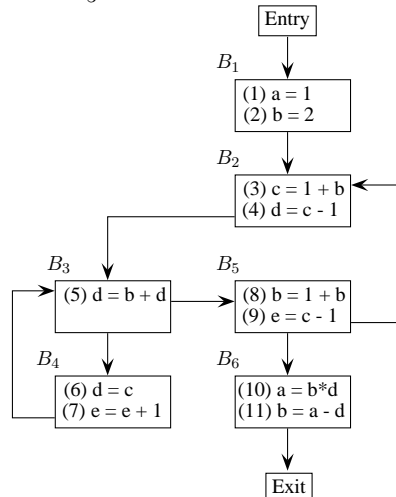 Entry
B1
(1) a = 1
(2) b = 2
B2
(3) c = 1 + b
(4) d = c - 1
B3
(5) d = b + d
B5
(8) b = 1 + b
(9) e = c - 1
B4
(6) d = c
(7) e = e + 1
B6
(10) a = b*d
(11) b = a - d
Exit